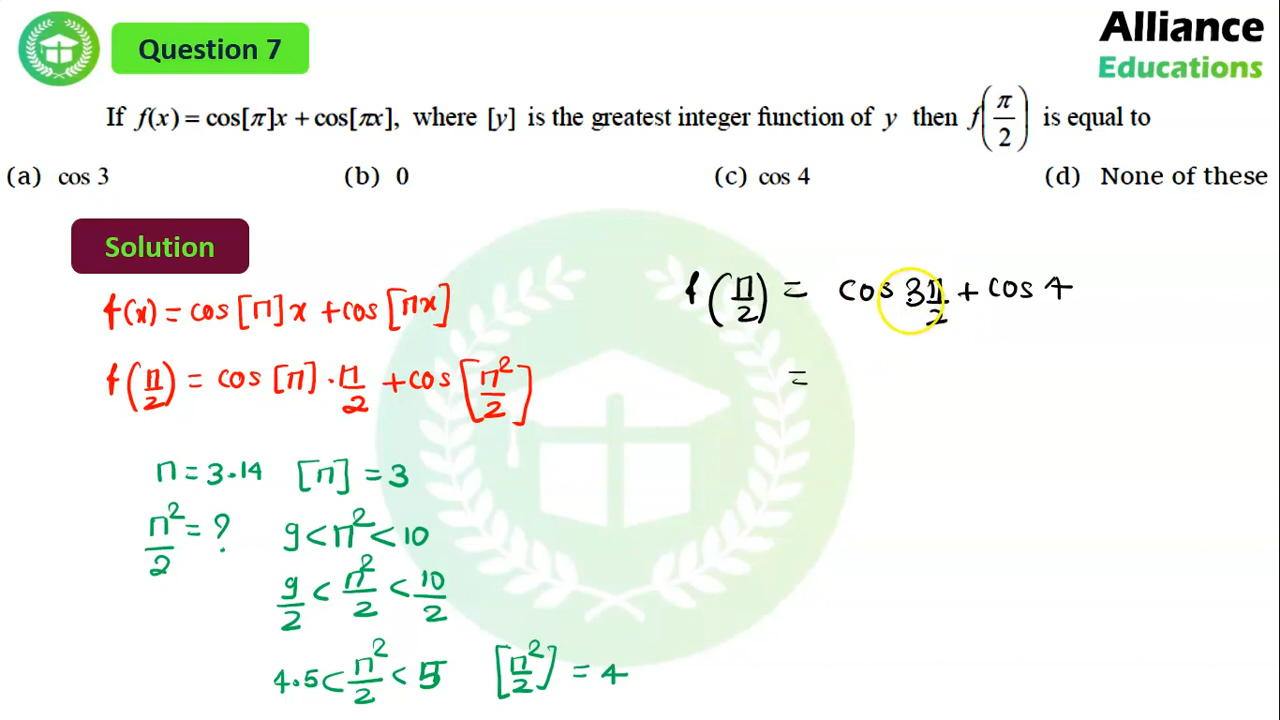 Question 7
Alliance
Educations
If f(x) = cos[π]x + cos[πx], where [y] is the greatest integer function of y then f(π/2) is equal to
(a) cos 3 (b) 0 (c) cos 4 (d) None of these
Solution
f(x) = cos [π] x + cos [πx]
f(π/2) = cos [π] · π/2 + cos [π²/2]
π = 3.14 [π] = 3
π²/2 = ? 9 < π² < 10
9/2 < π²/2 < 10/2
4.5 < π²/2 < 5 [π²/2] = 4
f(π/2) = cos 3π/2 + cos 4
=